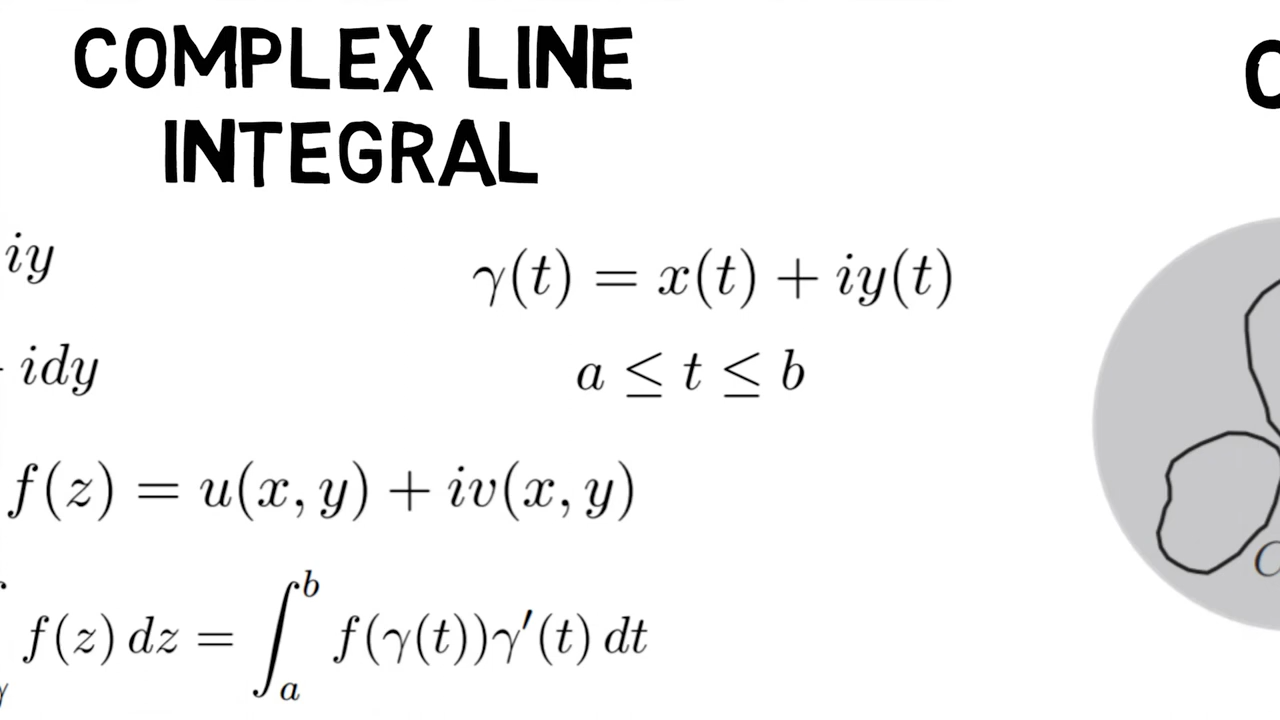 COMPLEX LINE
INTEGRAL
iy
γ(t) = x(t) + iy(t)
idy
a ≤ t ≤ b
f(z) = u(x, y) + iv(x, y)
f(z) dz = ∫_a^b f(γ(t))γ′(t) dt
C